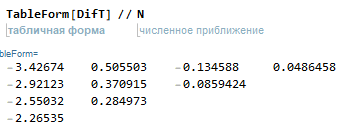 TableForm[DifT] // N
табличная форма численное приближение
bleForm=
-3.42674 0.505503 -0.134588 0.0486458
-2.92123 0.370915 -0.0859424
-2.55032 0.284973
-2.26535